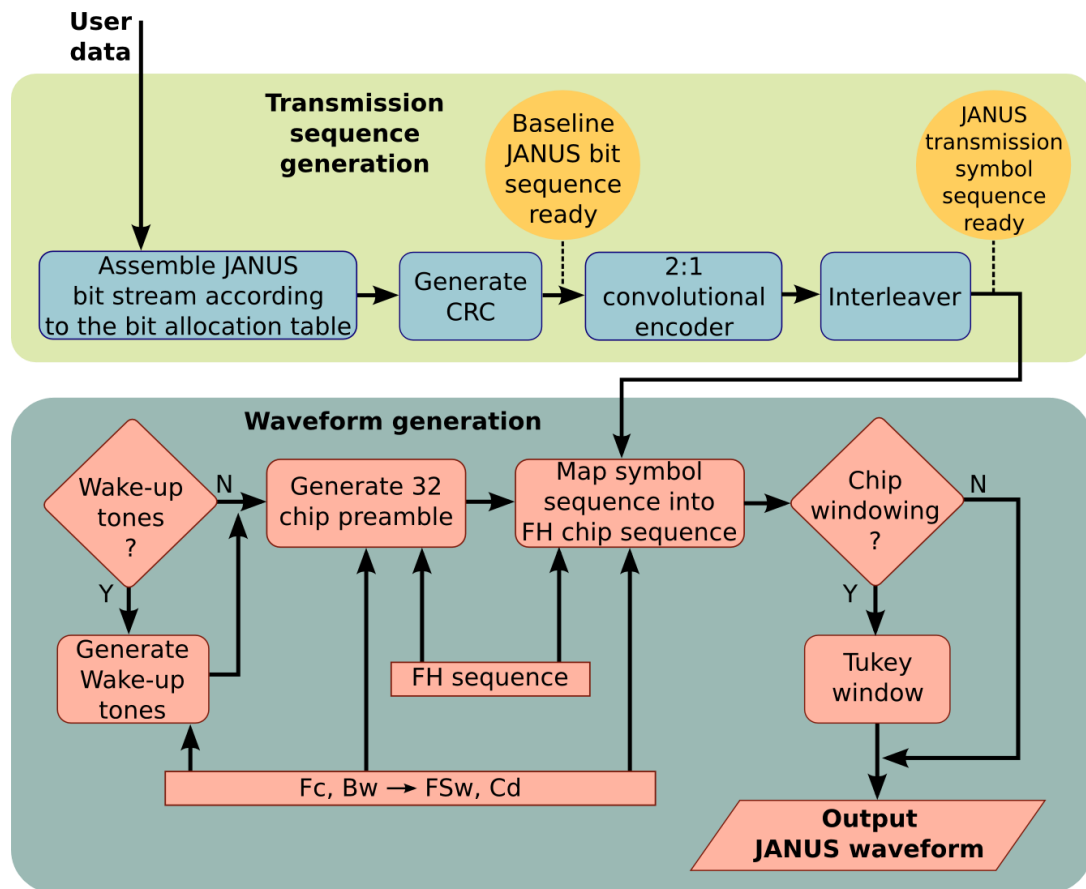 User
data
Transmission
sequence
generation
Baseline
JANUS bit
sequence
ready
JANUS
transmission
symbol
sequence
ready
Assemble JANUS
bit stream according
to the bit allocation table
Generate
CRC
2:1
convolutional
encoder
Interleaver
Waveform generation
Wake-up
tones
?
N
Y
Generate
Wake-up
tones
Generate 32
chip preamble
Map symbol
sequence into
FH chip sequence
Chip
windowing
?
N
Y
FH sequence
Tukey
window
Fc, Bw → FSw, Cd
Output
JANUS waveform